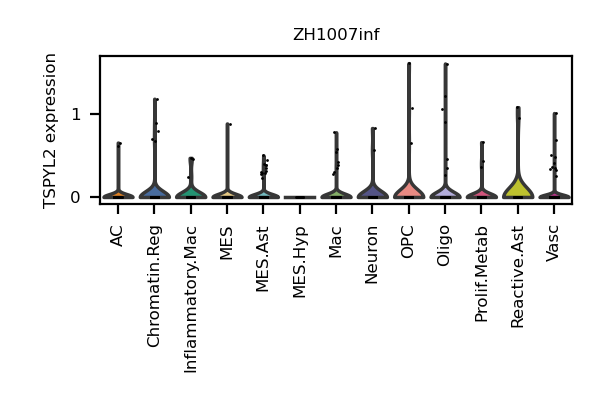 ZH1007inf
TSPYL2 expression
1
0
AC
Chromatin.Reg
Inflammatory.Mac
MES
MES.Ast
MES.Hyp
Mac
Neuron
OPC
Oligo
Prolif.Metab
Reactive.Ast
Vasc